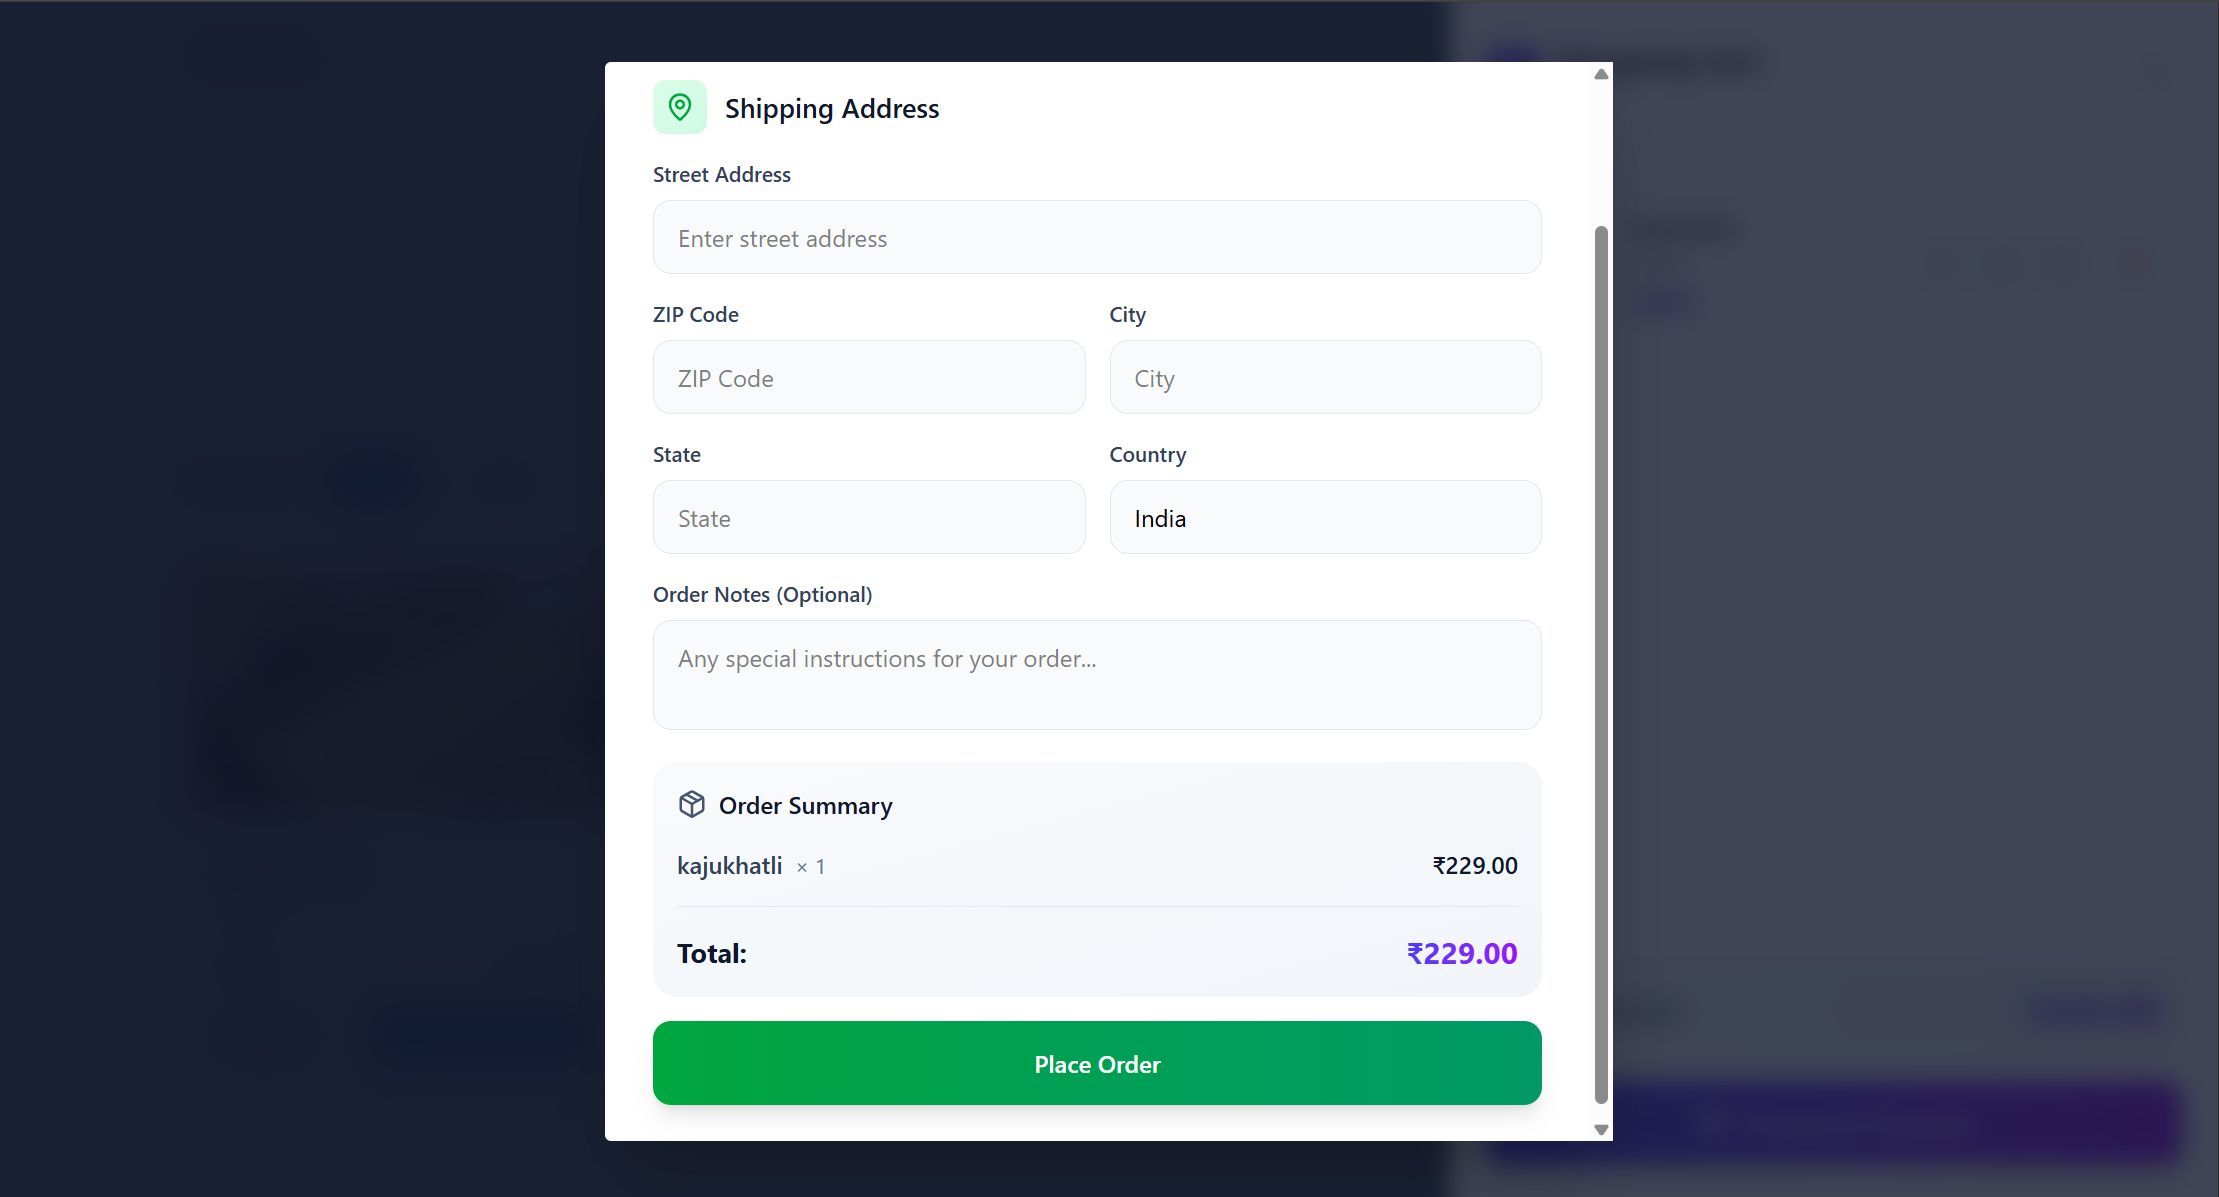 Shipping Address
Street Address
Enter street address
ZIP Code City
ZIP Code City
State Country
State India
Order Notes (Optional)
Any special instructions for your order...
Order Summary
kajukhatli × 1 ₹229.00
Total: ₹229.00
Place Order